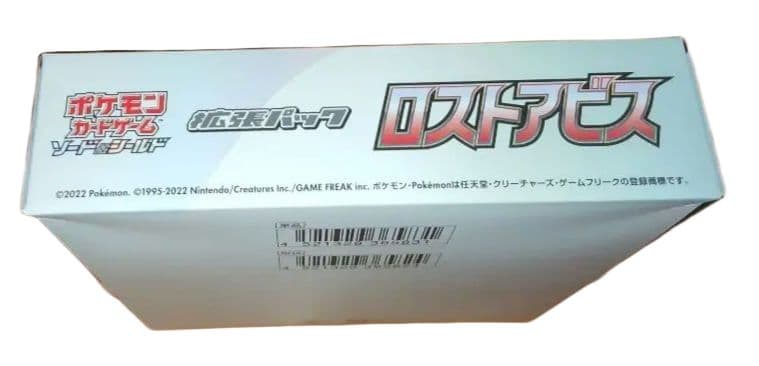 ポケモン
カードゲーム
ソード&シールド
拡張パック
ロストアビス
©2022 Pokémon. ©1995-2022 Nintendo/Creatures Inc./GAME FREAK inc. ポケモン・Pokémonは任天堂・クリーチャーズ・ゲームフリークの登録商標です。